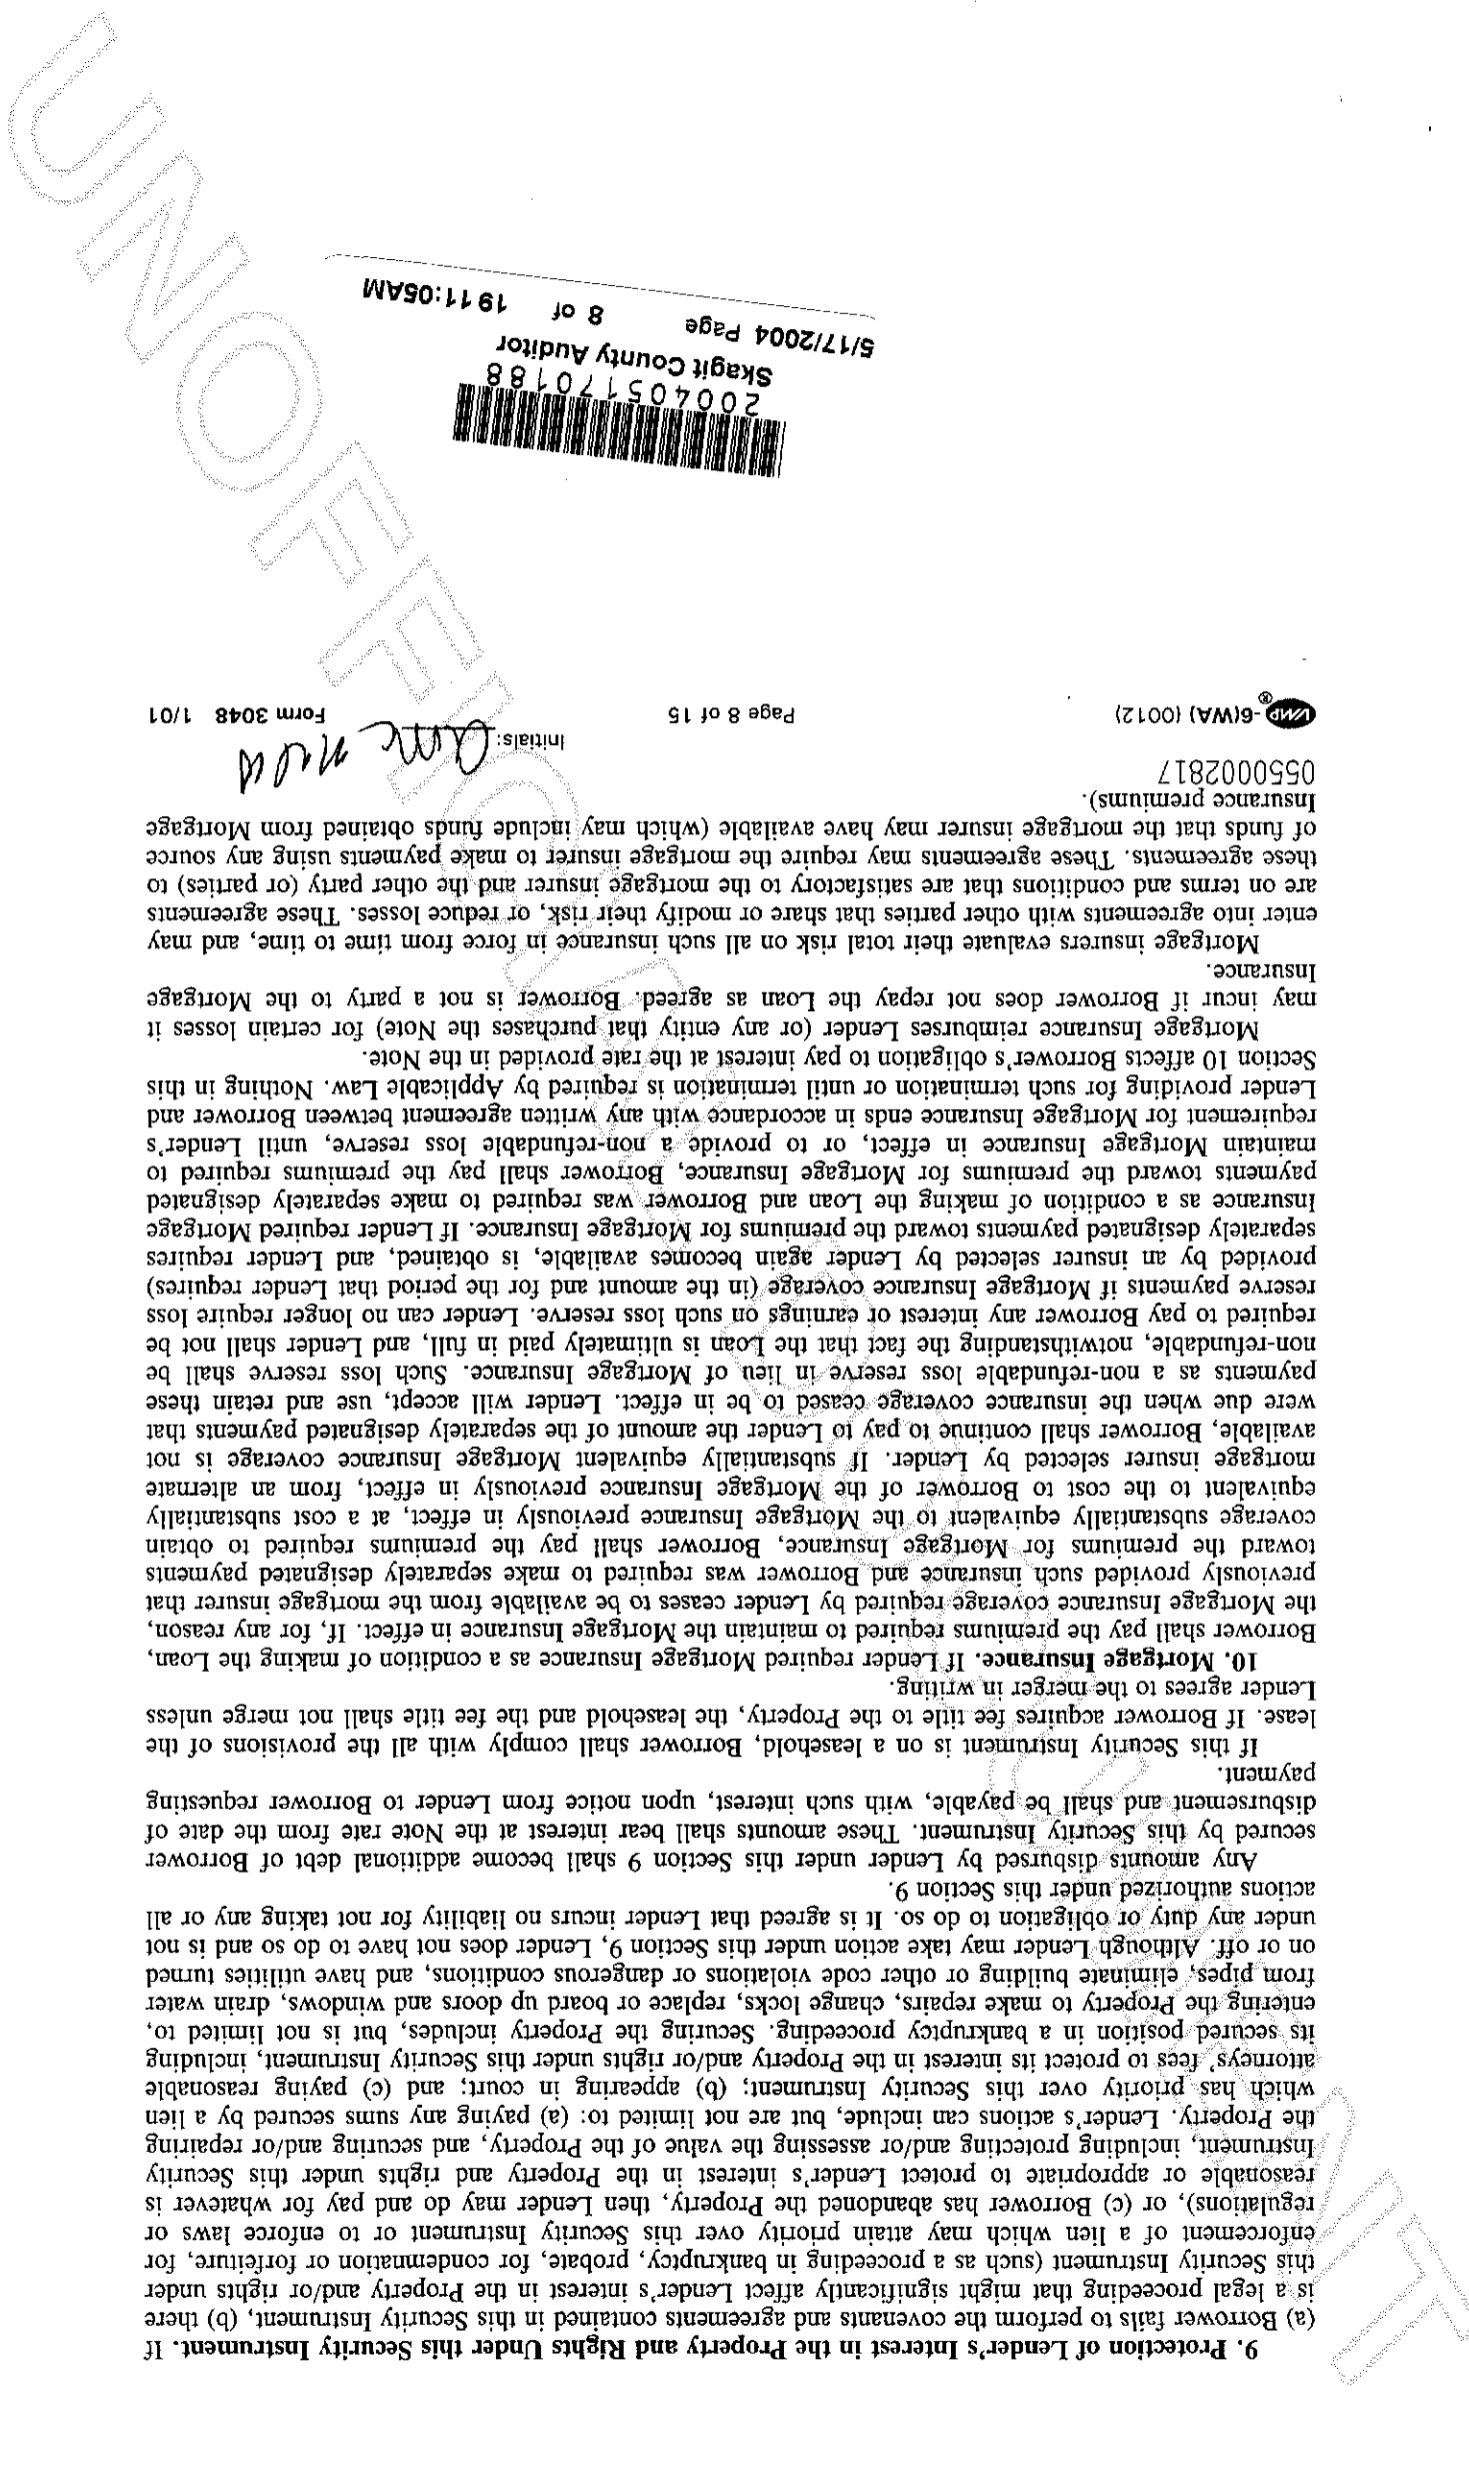 9. Protection of Lender's Interest in the Property and Rights Under this Security Instrument. If
(a) Borrower fails to perform the covenants and agreements contained in this Security Instrument, (b) there
is a legal proceeding that might significantly affect Lender's interest in the Property and/or rights under
this Security Instrument (such as a proceeding in bankruptcy, probate, for condemnation or forfeiture, for
enforcement of a lien which may attain priority over this Security Instrument or to enforce laws or
regulations), or (c) Borrower has abandoned the Property, then Lender may do and pay for whatever is
reasonable or appropriate to protect Lender's interest in the Property and rights under this Security
Instrument, including protecting and/or assessing the value of the Property, and securing and/or repairing
the Property. Lender's actions can include, but are not limited to: (a) paying any sums secured by a lien
which has priority over this Security Instrument; (b) appearing in court; and (c) paying reasonable
attorneys' fees to protect its interest in the Property and/or rights under this Security Instrument, including
its secured position in a bankruptcy proceeding. Securing the Property includes, but is not limited to,
entering the Property to make repairs, change locks, replace or board up doors and windows, drain water
from pipes, eliminate building or other code violations or dangerous conditions, and have utilities turned
on or off. Although Lender may take action under this Section 9, Lender does not have to do so and is not
under any duty or obligation to do so. It is agreed that Lender incurs no liability for not taking any or all
actions authorized under this Section 9.
Any amounts disbursed by Lender under this Section 9 shall become additional debt of Borrower
secured by this Security Instrument. These amounts shall bear interest at the Note rate from the date of
disbursement and shall be payable, with such interest, upon notice from Lender to Borrower requesting
payment.
If this Security Instrument is on a leasehold, Borrower shall comply with all the provisions of the
lease. If Borrower acquires fee title to the Property, the leasehold and the fee title shall not merge unless
Lender agrees to the merger in writing.
10. Mortgage Insurance. If Lender required Mortgage Insurance as a condition of making the Loan,
Borrower shall pay the premiums required to maintain the Mortgage Insurance in effect. If, for any reason,
the Mortgage Insurance coverage required by Lender ceases to be available from the mortgage insurer that
previously provided such insurance and Borrower was required to make separately designated payments
toward the premiums for Mortgage Insurance, Borrower shall pay the premiums required to obtain
coverage substantially equivalent to the Mortgage Insurance previously in effect, at a cost substantially
equivalent to the cost to Borrower of the Mortgage Insurance previously in effect, from an alternate
mortgage insurer selected by Lender. If substantially equivalent Mortgage Insurance coverage is not
available, Borrower shall continue to pay to Lender the amount of the separately designated payments that
were due when the insurance coverage ceased to be in effect. Lender will accept, use and retain these
payments as a non-refundable loss reserve in lieu of Mortgage Insurance. Such loss reserve shall be
non-refundable, notwithstanding the fact that the Loan is ultimately paid in full, and Lender shall not be
required to pay Borrower any interest or earnings on such loss reserve. Lender can no longer require loss
reserve payments if Mortgage Insurance coverage (in the amount and for the period that Lender requires)
provided by an insurer selected by Lender again becomes available, is obtained, and Lender requires
separately designated payments toward the premiums for Mortgage Insurance. If Lender required Mortgage
Insurance as a condition of making the Loan and Borrower was required to make separately designated
payments toward the premiums for Mortgage Insurance, Borrower shall pay the premiums required to
maintain Mortgage Insurance in effect, or to provide a non-refundable loss reserve, until Lender's
requirement for Mortgage Insurance ends in accordance with any written agreement between Borrower and
Lender providing for such termination or until termination is required by Applicable Law. Nothing in this
Section 10 affects Borrower's obligation to pay interest at the rate provided in the Note.
Mortgage Insurance reimburses Lender (or any entity that purchases the Note) for certain losses it
may incur if Borrower does not repay the Loan as agreed. Borrower is not a party to the Mortgage
Insurance.
Mortgage insurers evaluate their total risk on all such insurance in force from time to time, and may
enter into agreements with other parties that share or modify their risk, or reduce losses. These agreements
are on terms and conditions that are satisfactory to the mortgage insurer and the other party (or parties) to
these agreements. These agreements may require the mortgage insurer to make payments using any source
of funds that the mortgage insurer may have available (which may include funds obtained from Mortgage
Insurance premiums).
0550002817
Initials:
VMP®-6(WA) (0012) Page 8 of 15 Form 3048 1/01
200405170188
Skagit County Auditor
5/17/2004 Page 8 of 19 11:05AM
UNOFFICIAL DOCUMENT